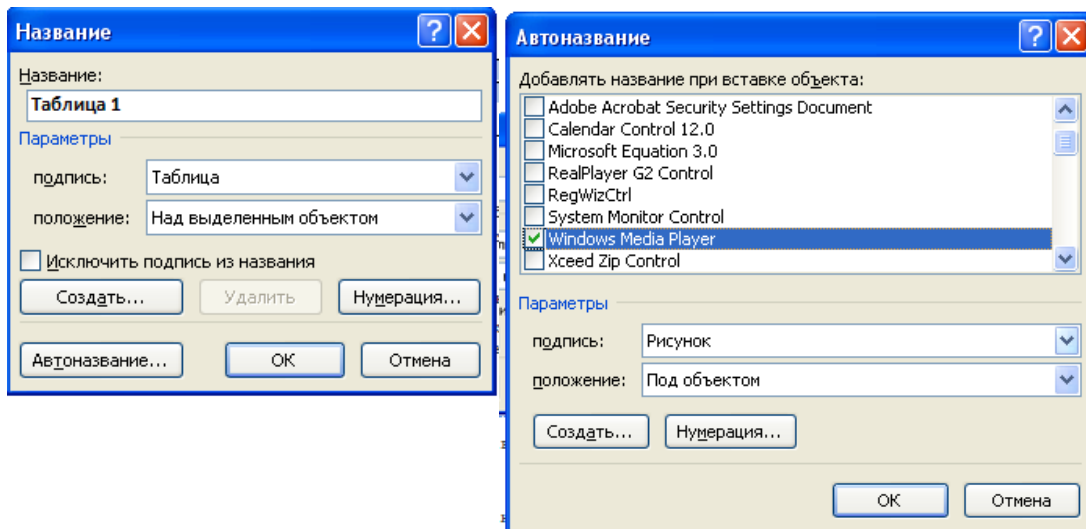 Название
Название:
Таблица 1
Параметры
подпись: Таблица
положение: Над выделенным объектом
Исключить подпись из названия
Создать... Удалить Нумерация...
Автоназвание... ОК Отмена
Автоназвание
Добавлять название при вставке объекта:
Adobe Acrobat Security Settings Document
Calendar Control 12.0
Microsoft Equation 3.0
RealPlayer G2 Control
RegWizCtrl
System Monitor Control
Windows Media Player
Xceed Zip Control
Параметры
подпись: Рисунок
положение: Под объектом
Создать... Нумерация...
ОК Отмена